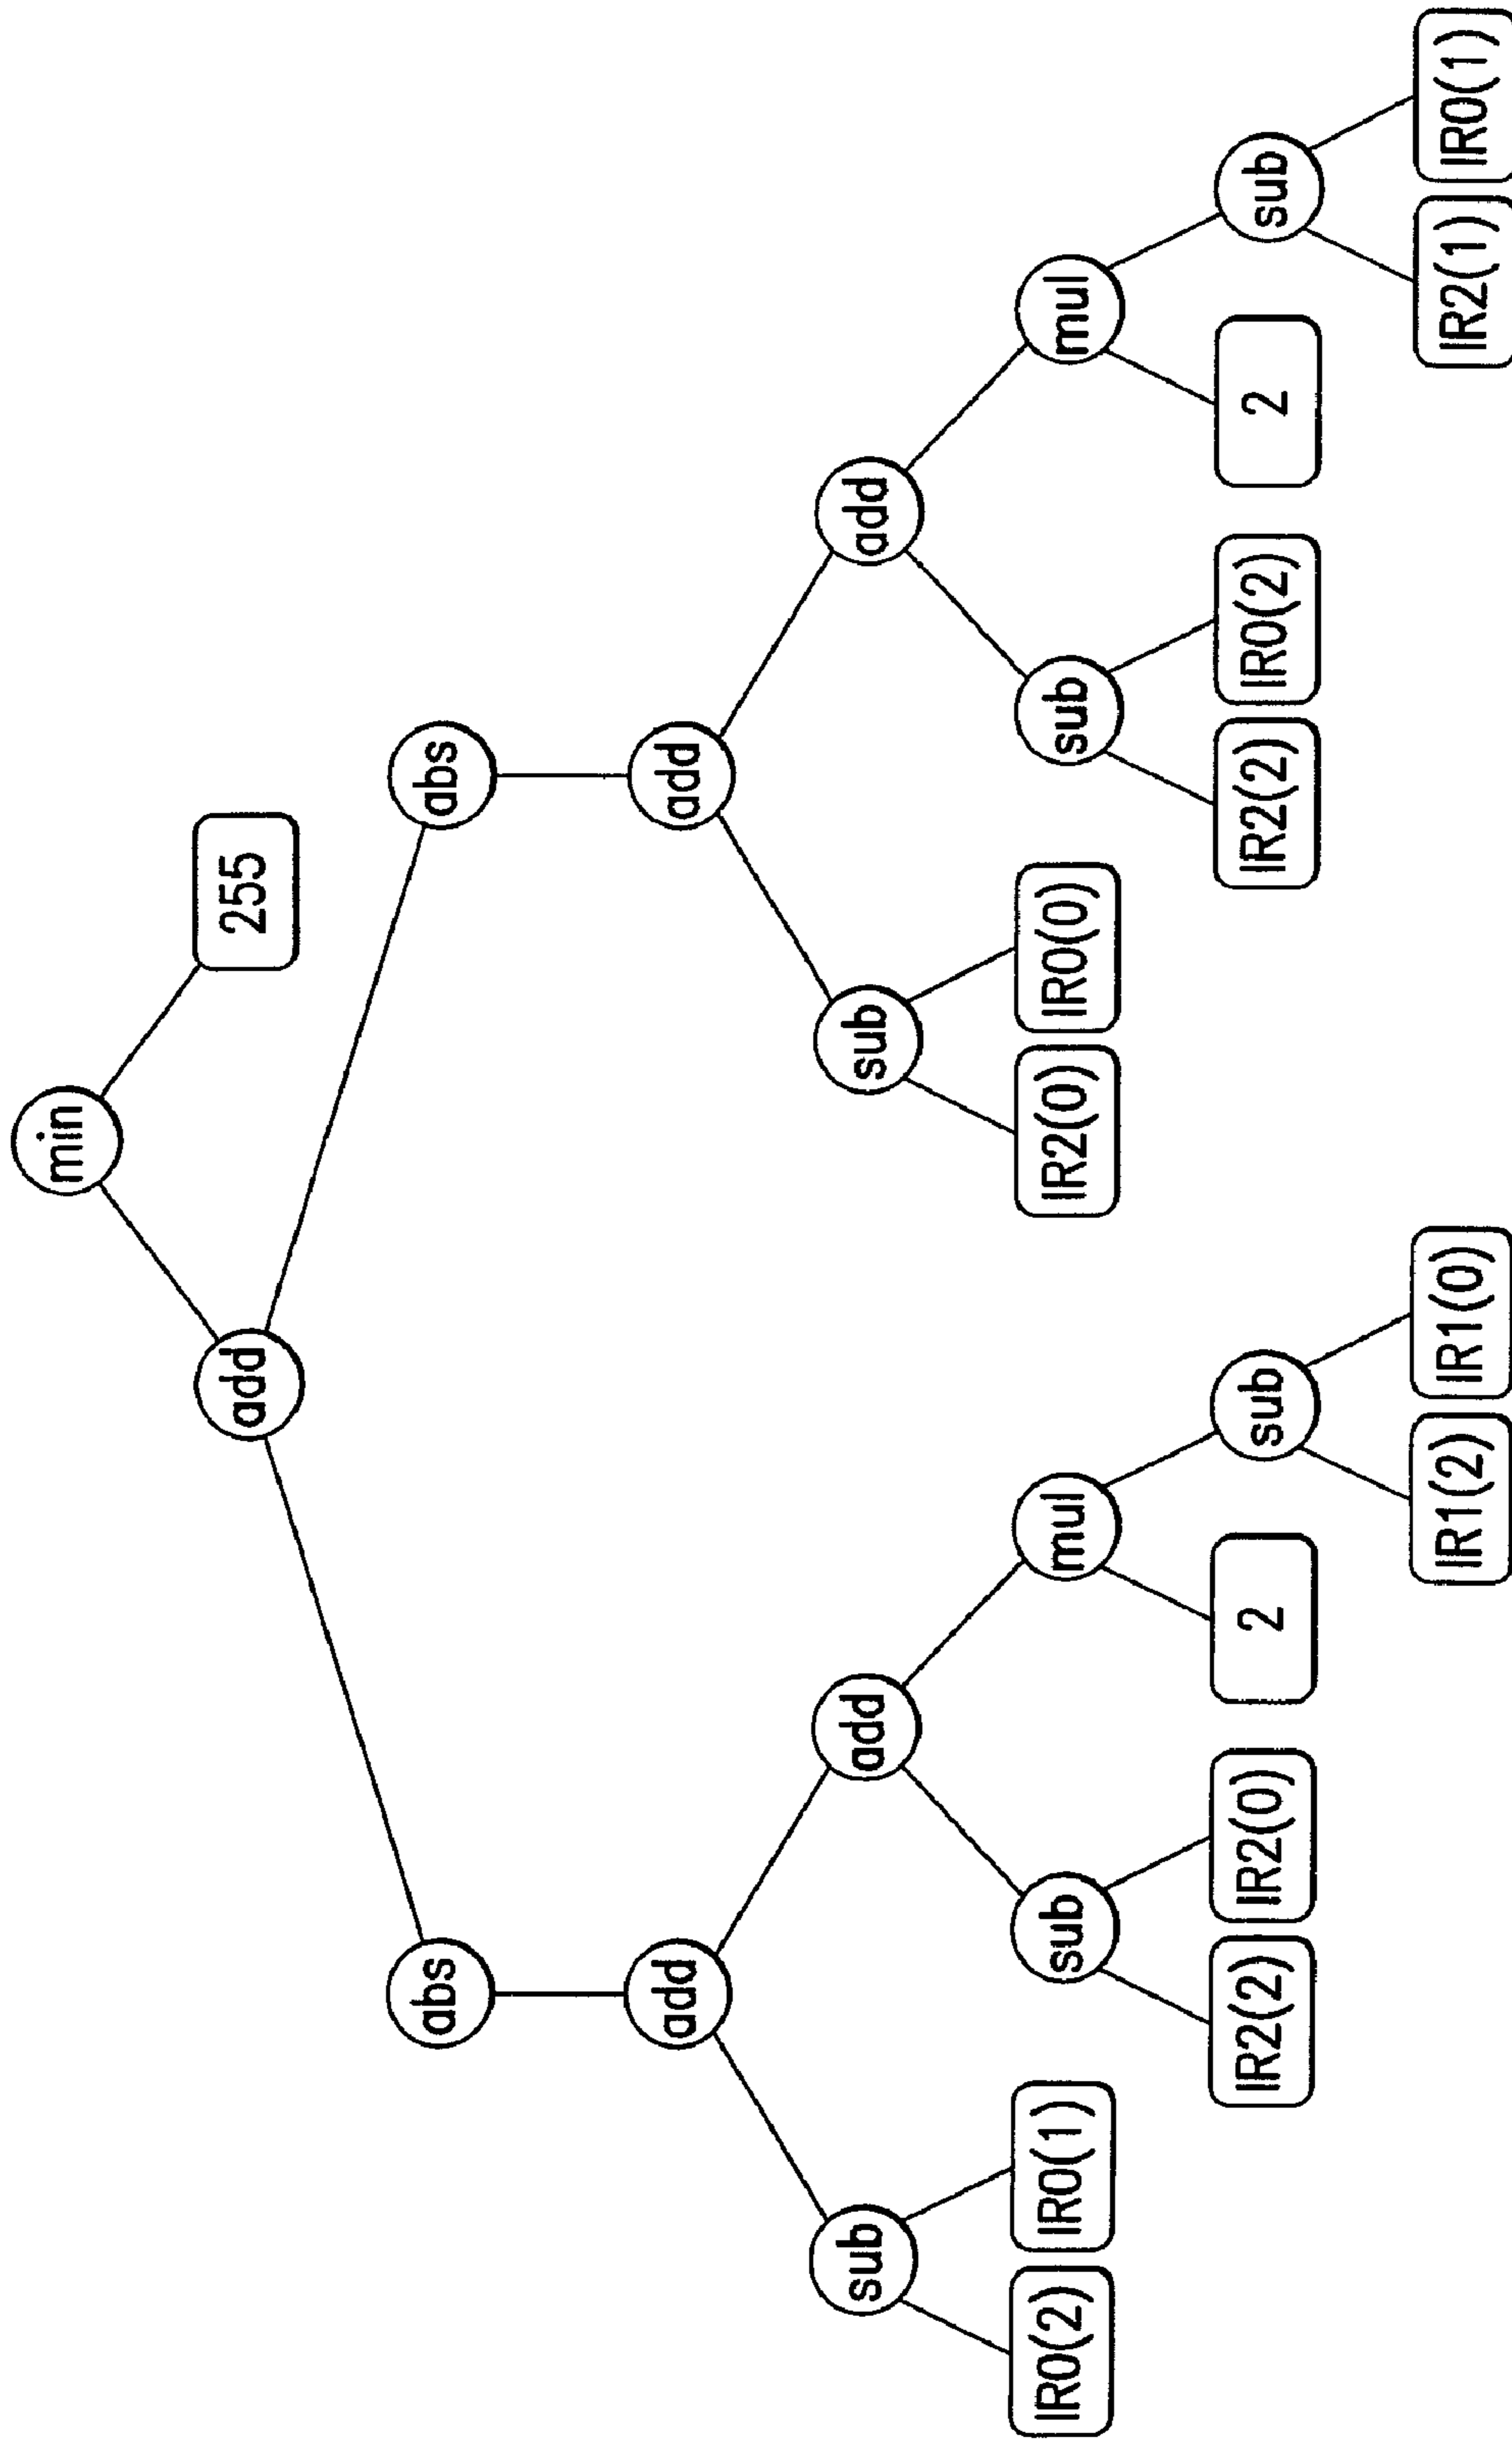 min
add
255
abs
abs
add
add
sub
add
sub
add
IR0(2)
IR0(1)
sub
mul
IR2(0)
IR0(0)
sub
mul
IR2(2)
IR2(0)
2
sub
IR2(2)
IR0(2)
2
sub
IR1(2)
IR1(0)
IR2(1)
IR0(1)